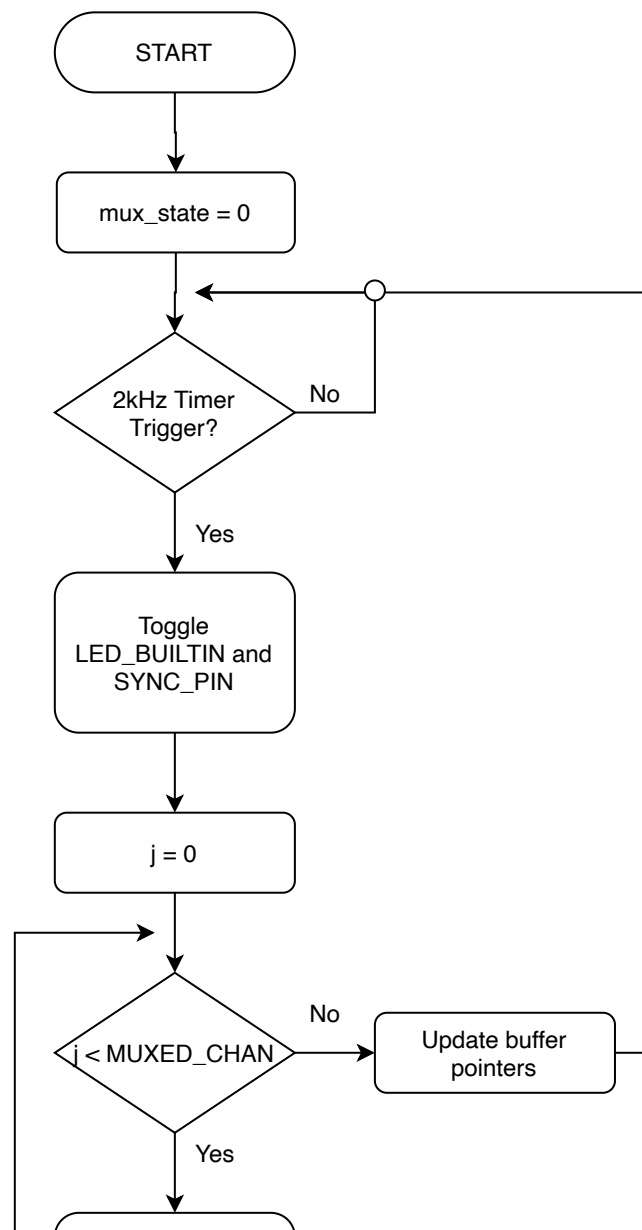 START
mux_state = 0
2kHz Timer
Trigger?
No
Yes
Toggle
LED_BUILTIN and
SYNC_PIN
j = 0
j < MUXED_CHAN
No
Update buffer
pointers
Yes